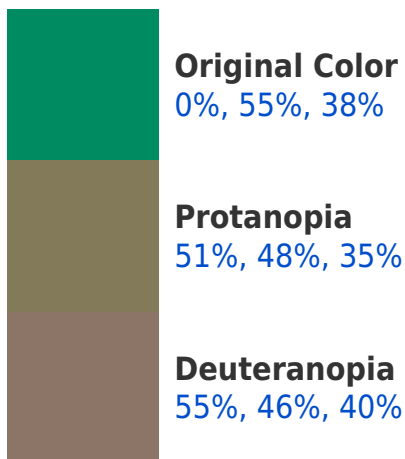 Original Color
0%, 55%, 38%
Protanopia
51%, 48%, 35%
Deuteranopia
55%, 46%, 40%